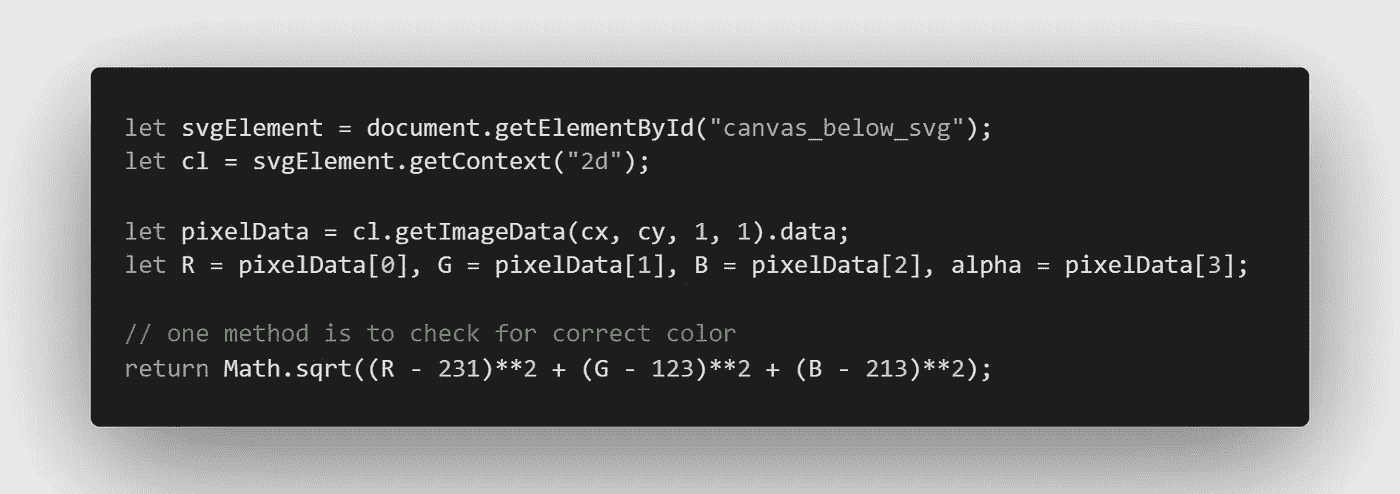 let svgElement = document.getElementById("canvas_below_svg");
let cl = svgElement.getContext("2d");
let pixelData = cl.getImageData(cx, cy, 1, 1).data;
let R = pixelData[0], G = pixelData[1], B = pixelData[2], alpha = pixelData[3];
// one method is to check for correct color
return Math.sqrt((R - 231)**2 + (G - 123)**2 + (B - 213)**2);